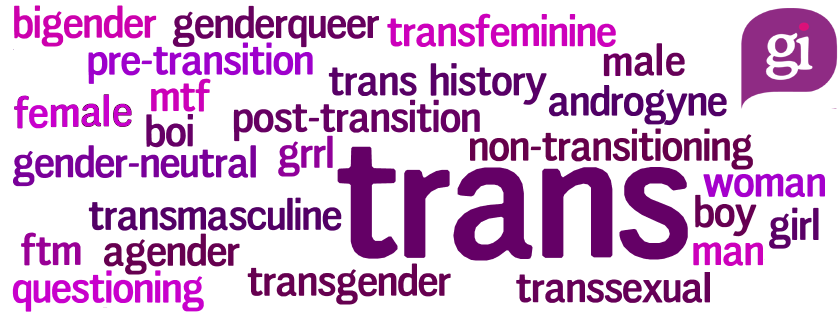 bigender genderqueer transfeminine
gi
pre-transition trans history male
female mtf androgyne
boi post-transition
gender-neutral grrl non-transitioning
trans
woman
transmasculine boy girl
ftm agender man
questioning transgender transsexual